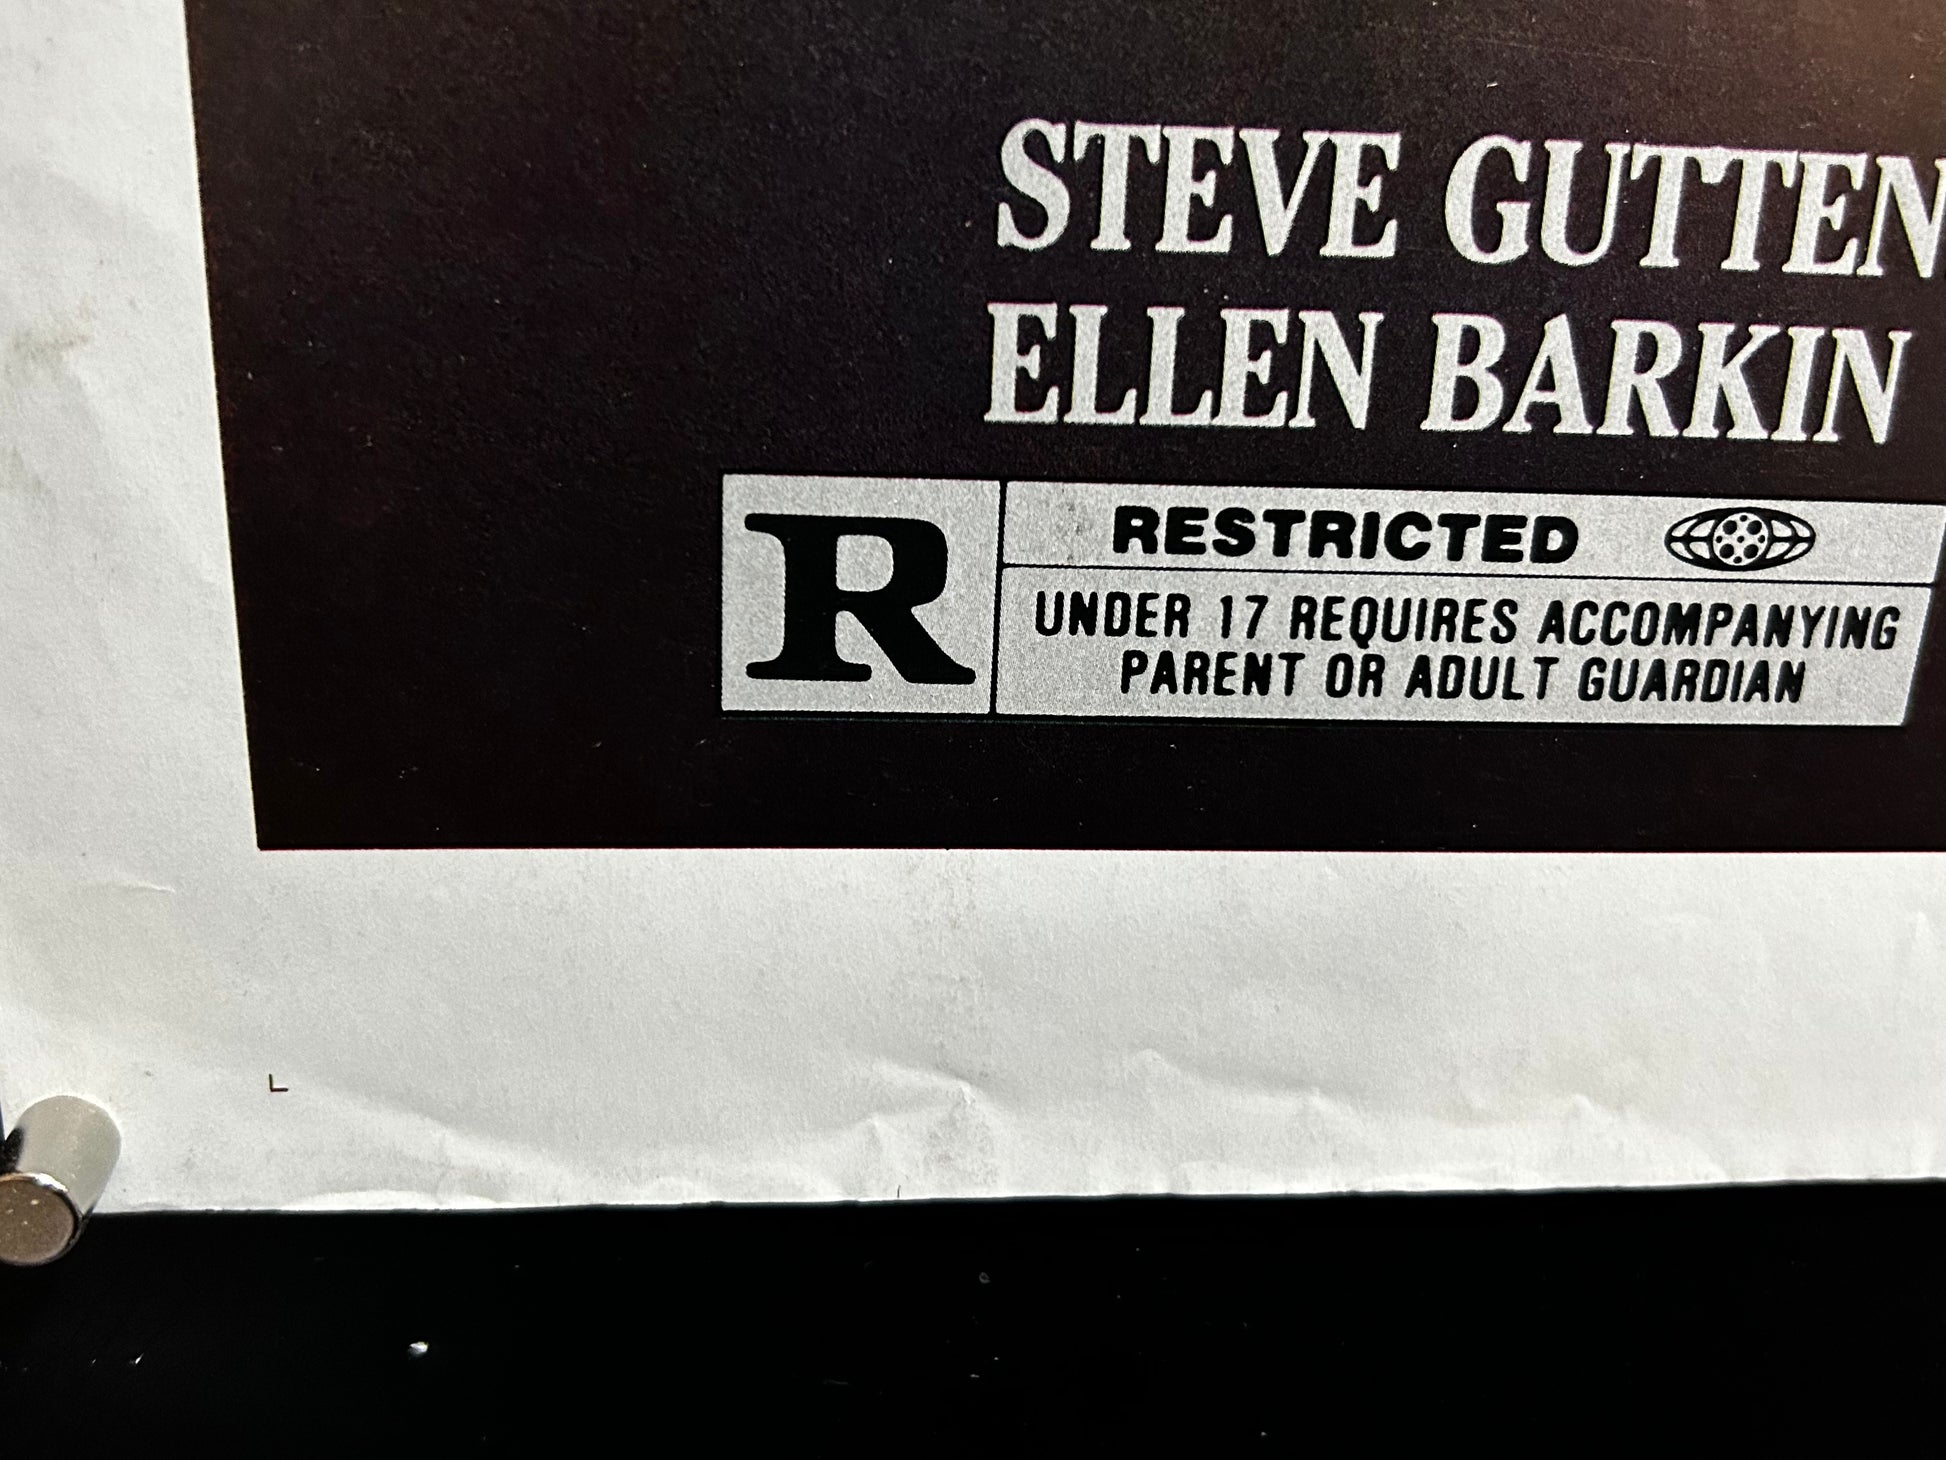 STEVE GUTTEN
ELLEN BARKIN
R
RESTRICTED
UNDER 17 REQUIRES ACCOMPANYING
PARENT OR ADULT GUARDIAN